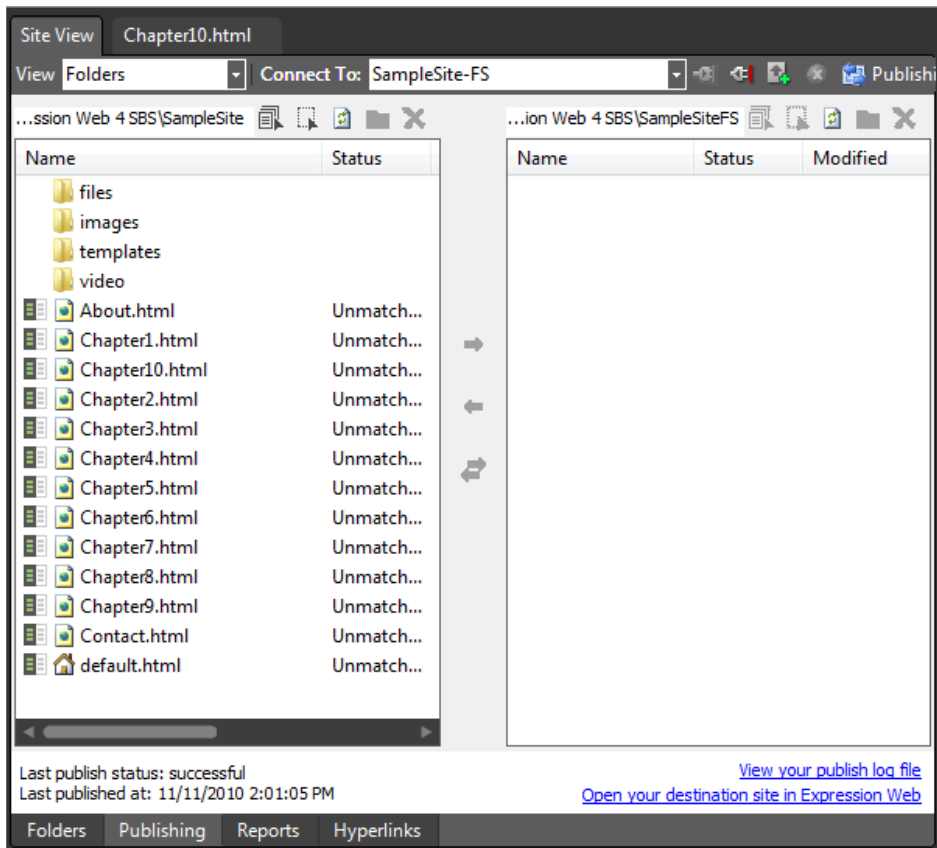 Site View Chapter10.html
View Folders Connect To: SampleSite-FS Publishi
...ssion Web 4 SBS\SampleSite ...ion Web 4 SBS\SampleSiteFS
Name Status Name Status Modified
files
images
templates
video
About.html Unmatch...
Chapter1.html Unmatch...
Chapter10.html Unmatch...
Chapter2.html Unmatch...
Chapter3.html Unmatch...
Chapter4.html Unmatch...
Chapter5.html Unmatch...
Chapter6.html Unmatch...
Chapter7.html Unmatch...
Chapter8.html Unmatch...
Chapter9.html Unmatch...
Contact.html Unmatch...
default.html Unmatch...
Last publish status: successful View your publish log file
Last published at: 11/11/2010 2:01:05 PM Open your destination site in Expression Web
Folders Publishing Reports Hyperlinks